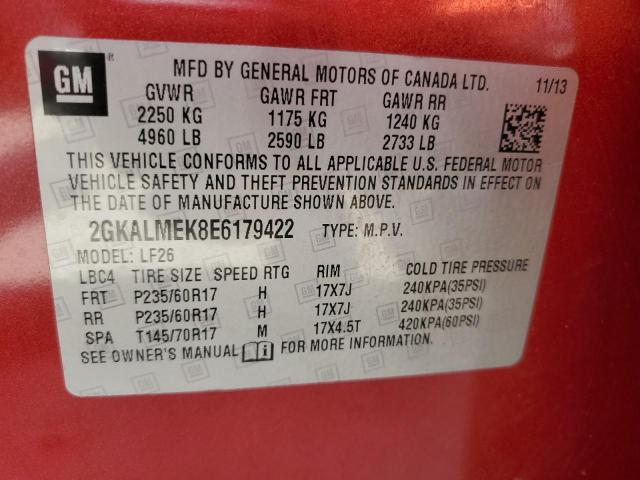 GM ®
MFD BY GENERAL MOTORS OF CANADA LTD. 11/13
GVWR GAWR FRT GAWR RR
2250 KG 1175 KG 1240 KG
4960 LB 2590 LB 2733 LB
THIS VEHICLE CONFORMS TO ALL APPLICABLE U.S. FEDERAL MOTOR
VEHICLE SAFETY AND THEFT PREVENTION STANDARDS IN EFFECT ON
THE DATE OF MANUFACTURE SHOWN ABOVE.
2GKALMEK8E6179422 TYPE: M.P.V.
MODEL: LF26
LBC4 TIRE SIZE SPEED RTG RIM COLD TIRE PRESSURE
FRT P235/60R17 H 17X7J 240KPA(35PSI)
RR P235/60R17 H 17X7J 240KPA(35PSI)
SPA T145/70R17 M 17X4.5T 420KPA(60PSI)
SEE OWNER'S MANUAL i FOR MORE INFORMATION.